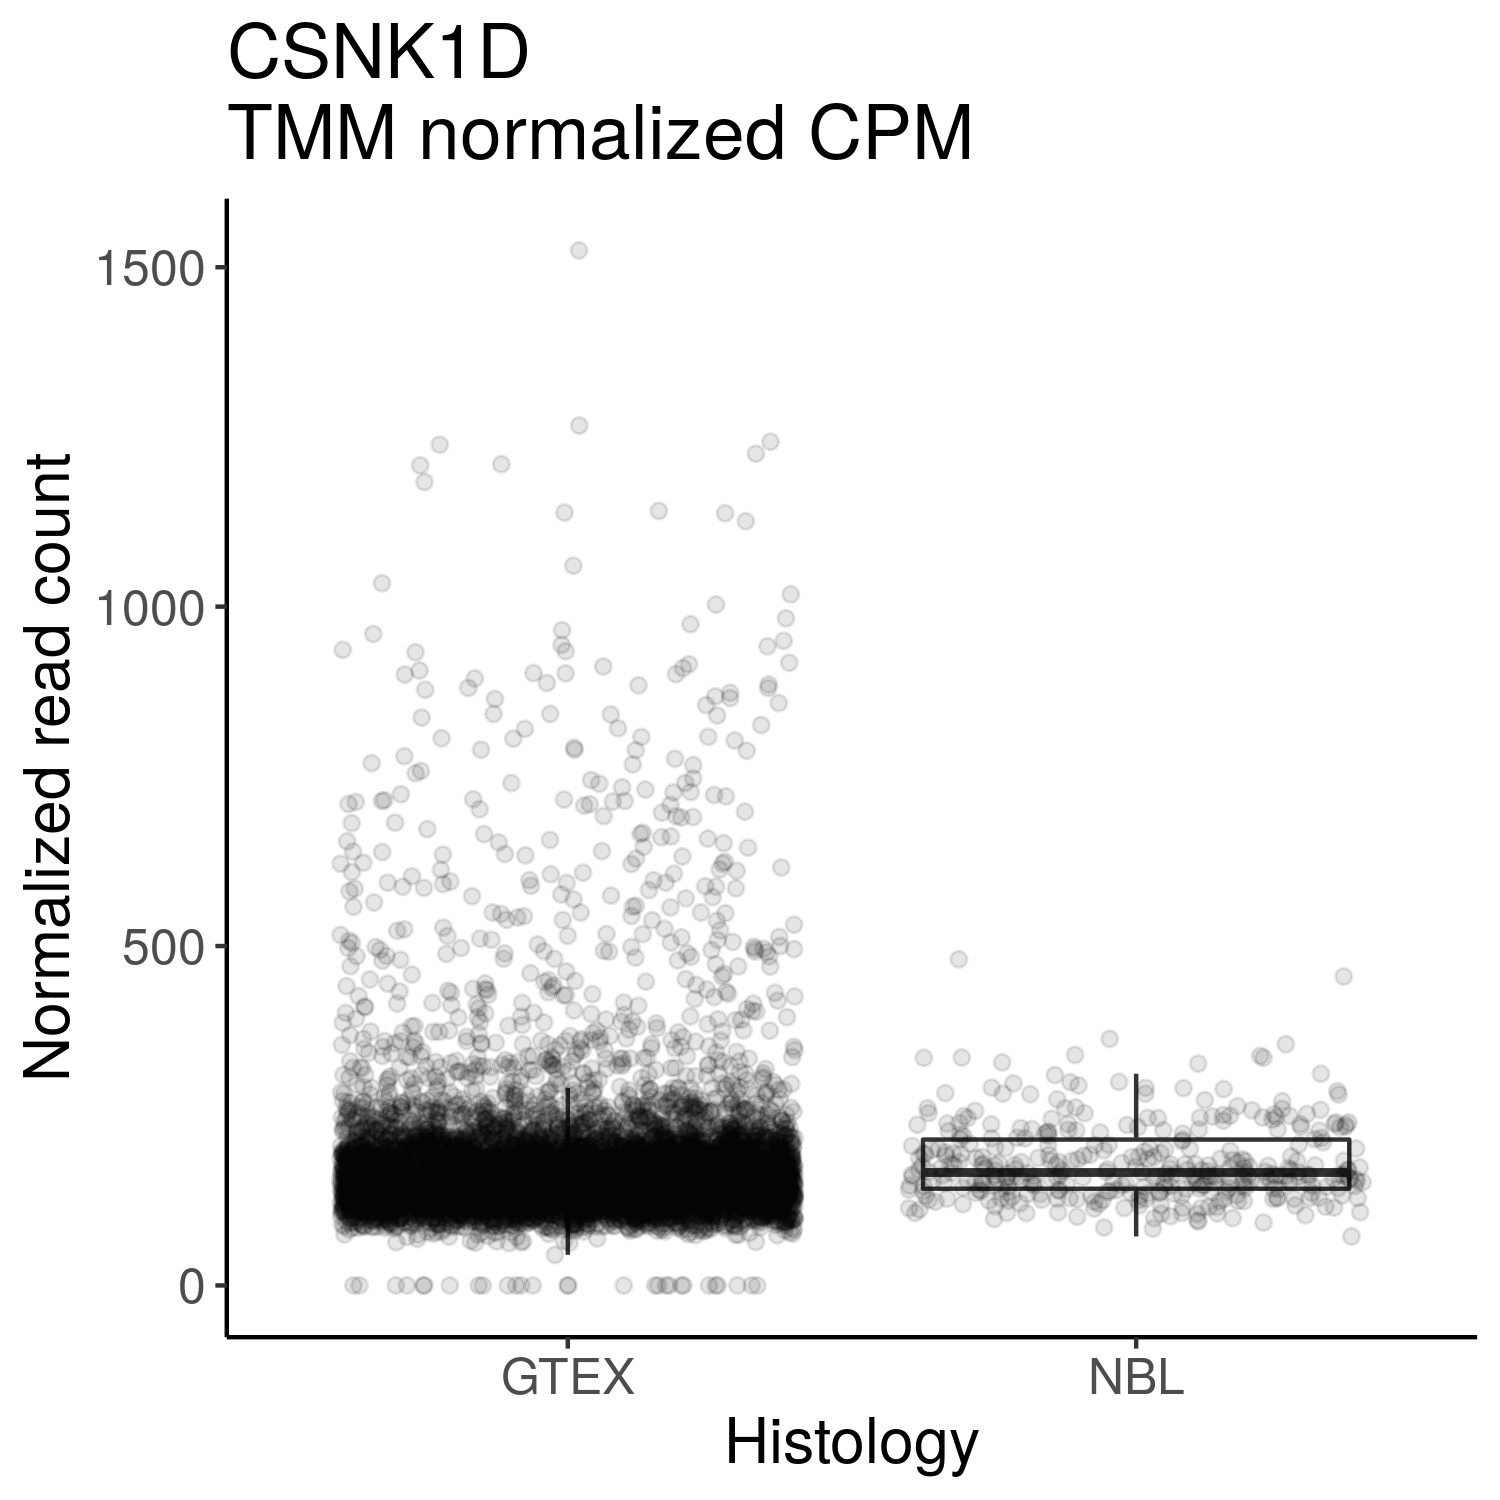 CSNK1D
TMM normalized CPM
Normalized read count
1500
1000
500
0
GTEX
NBL
Histology